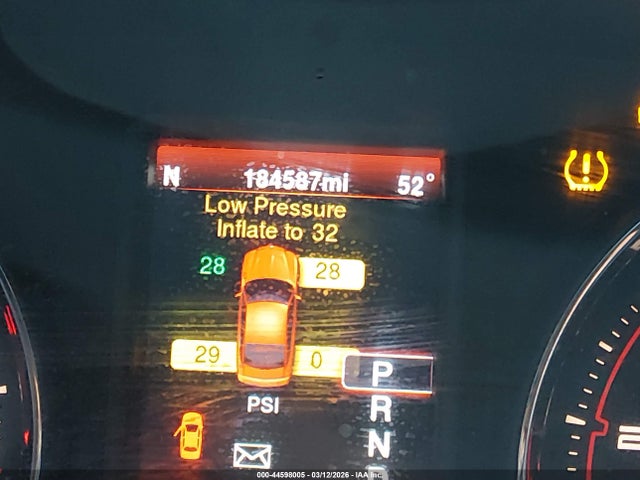 N 184587mi 52°
Low Pressure
Inflate to 32
28 28
29 0
P
PSI
R
N
000-44598005 - 03/12/2026 - IAA Inc.